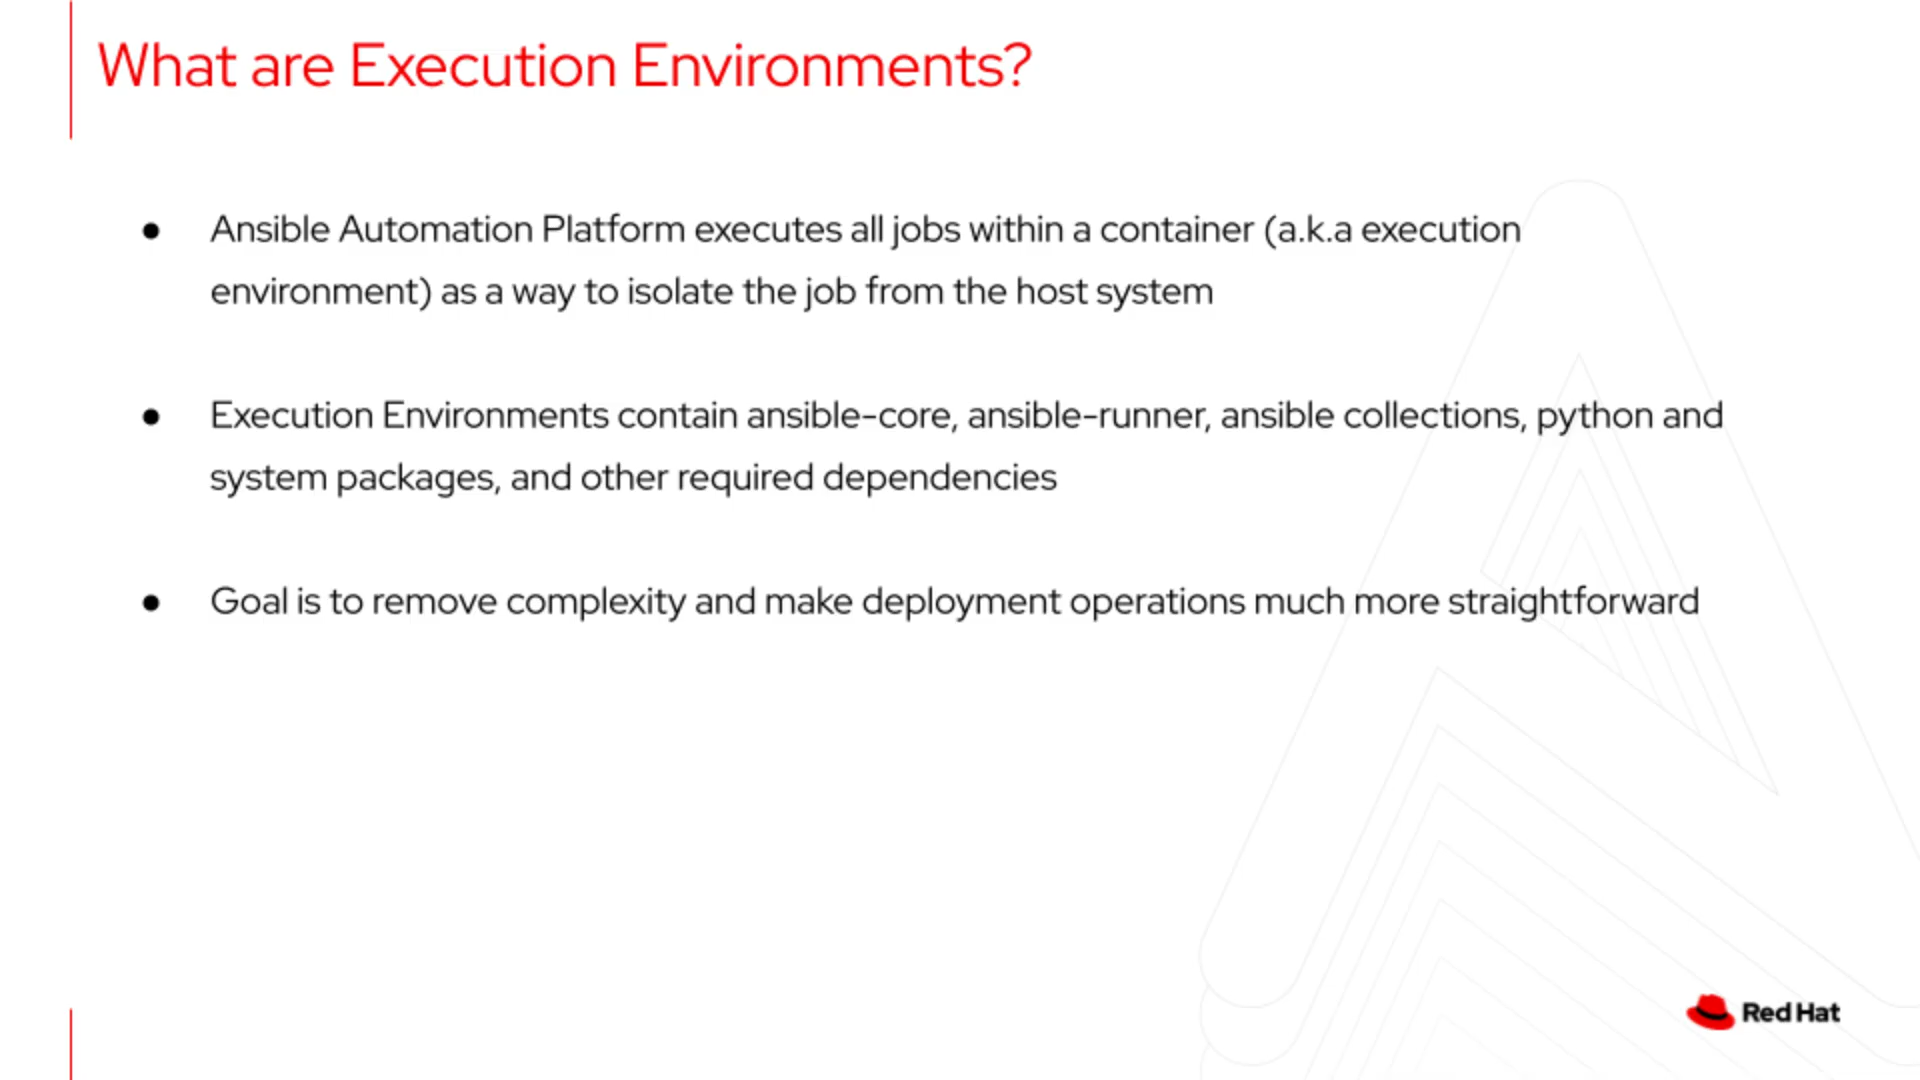 What are Execution Environments?
● Ansible Automation Platform executes all jobs within a container (a.k.a execution
environment) as a way to isolate the job from the host system
● Execution Environments contain ansible-core, ansible-runner, ansible collections, python and
system packages, and other required dependencies
● Goal is to remove complexity and make deployment operations much more straightforward
Red Hat